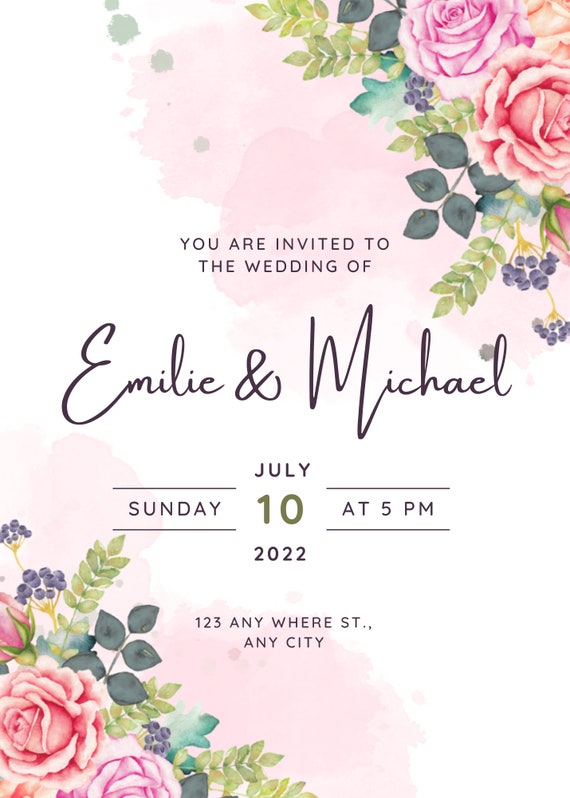 YOU ARE INVITED TO
THE WEDDING OF
Emilie & Michael
JULY
SUNDAY 10 AT 5 PM
2022
123 ANY WHERE ST.,
ANY CITY